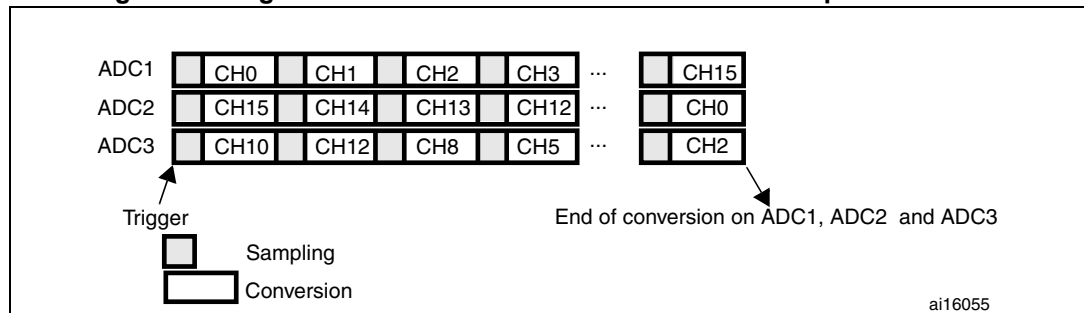 ADC1 CH0 CH1 CH2 CH3 ... CH15
ADC2 CH15 CH14 CH13 CH12 ... CH0
ADC3 CH10 CH12 CH8 CH5 ... CH2
Trigger
End of conversion on ADC1, ADC2 and ADC3
Sampling
Conversion
ai16055